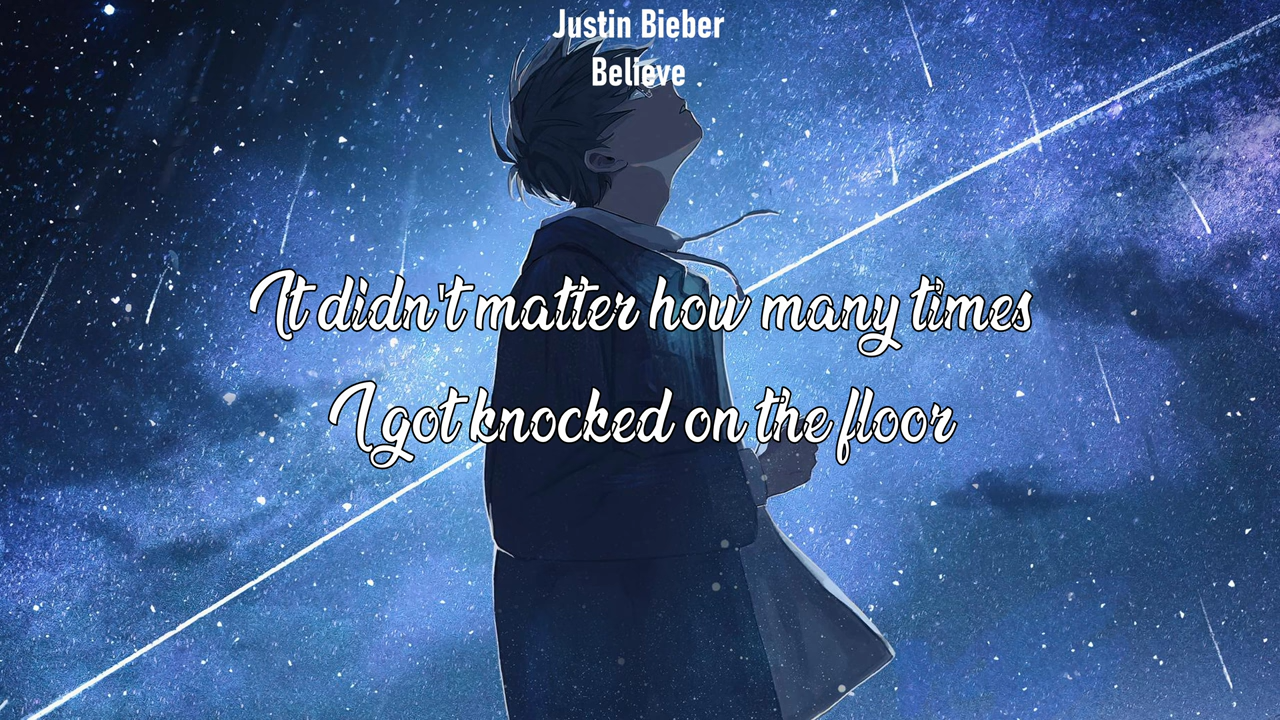 Justin Bieber
Believe
It didn't matter how many times
I got knocked on the floor